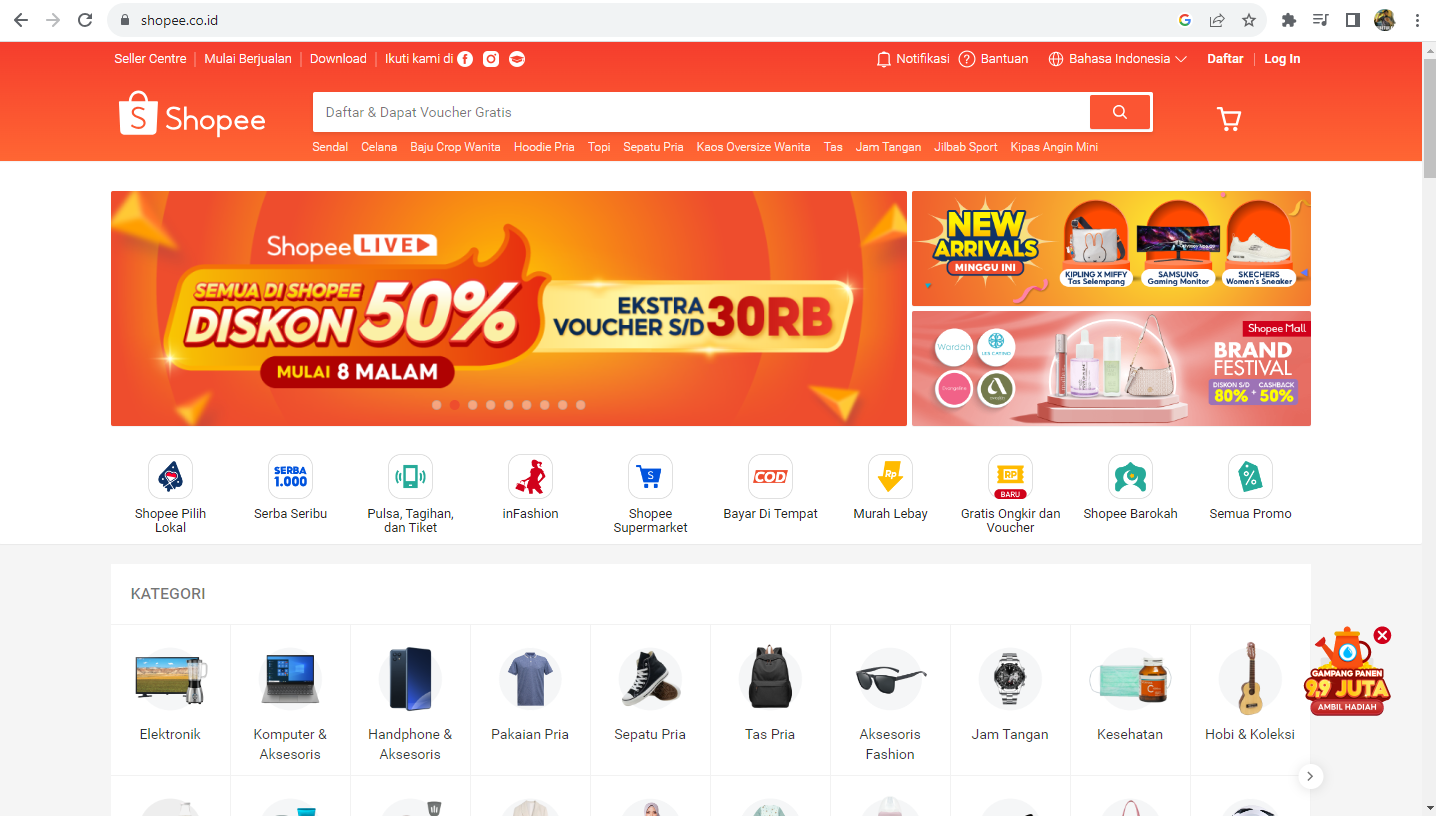 shopee.co.id
Seller Centre | Mulai Berjualan | Download | Ikuti kami di
Notifikasi Bantuan Bahasa Indonesia Daftar | Log In
Shopee
Daftar & Dapat Voucher Gratis
Sendal Celana Baju Crop Wanita Hoodie Pria Topi Sepatu Pria Kaos Oversize Wanita Tas Jam Tangan Jilbab Sport Kipas Angin Mini
Shopee LIVE
SEMUA DI SHOPEE
DISKON 50%
EKSTRA
VOUCHER S/D 30RB
MULAI 8 MALAM
NEW
ARRIVALS
MINGGU INI
KIPLING X MIFFY
Tas Selempang
SAMSUNG
Gaming Monitor
SKECHERS
Women's Sneaker
Shopee Mall
Wardah
BRAND
FESTIVAL
DISKON S/D
80%
+
CASHBACK
50%
SERBA
1.000
COD
Rp
RP
BARU
Shopee Pilih
Lokal
Serba Seribu
Pulsa, Tagihan,
dan Tiket
inFashion
Shopee
Supermarket
Bayar Di Tempat
Murah Lebay
Gratis Ongkir dan
Voucher
Shopee Barokah
Semua Promo
KATEGORI
Elektronik
Komputer &
Aksesoris
Handphone &
Aksesoris
Pakaian Pria
Sepatu Pria
Tas Pria
Aksesoris
Fashion
Jam Tangan
Kesehatan
Hobi & Koleksi
GAMPANG PANEN
9,9 JUTA
AMBIL HADIAH